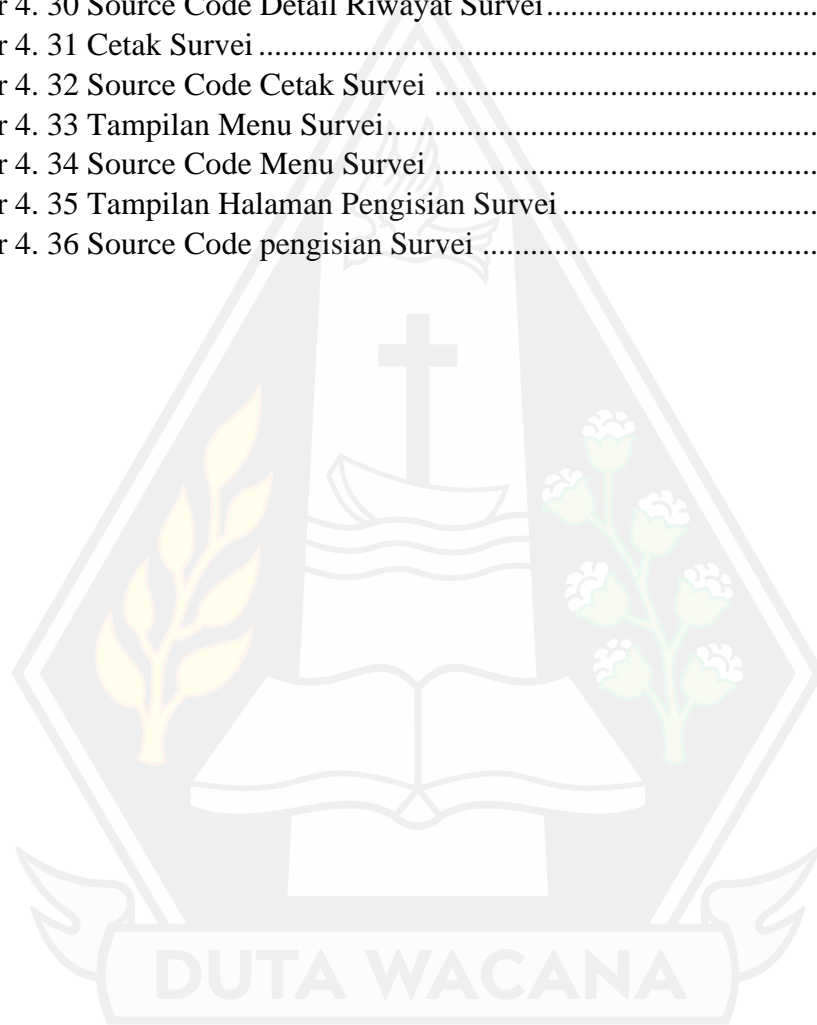 r 4. 30 Source Code Detail Riwayat Survei........................................
r 4. 31 Cetak Survei........................................................................
r 4. 32 Source Code Cetak Survei .................................................
r 4. 33 Tampilan Menu Survei.......................................................
r 4. 34 Source Code Menu Survei .................................................
r 4. 35 Tampilan Halaman Pengisian Survei.................................
r 4. 36 Source Code pengisian Survei ...........................................
DUTA WACANA